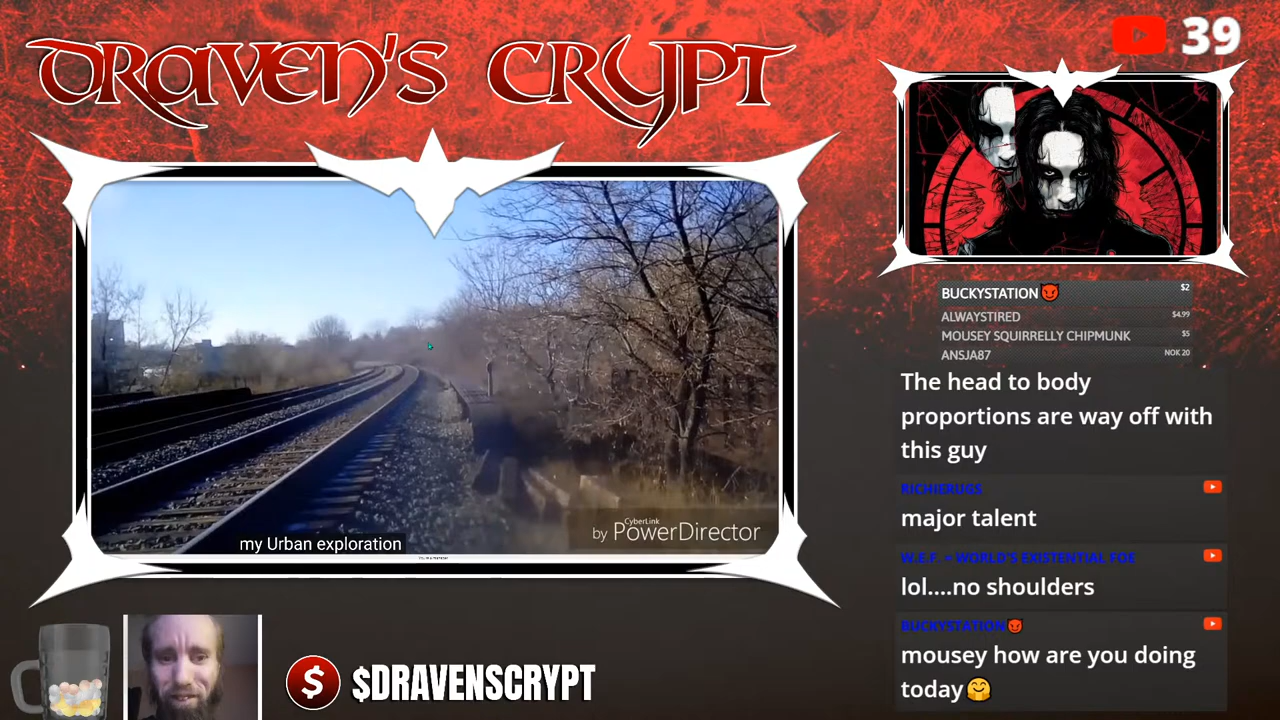 DRAVEN'S CRYPT
39
my Urban exploration
CyberLink
by PowerDirector
$ $DRAVENSCRYPT
BUCKYSTATION😈 $2
ALWAYSTIRED $4.99
MOUSEY SQUIRRELLY CHIPMUNK $5
ANSJA87 NOK 20
The head to body
proportions are way off with
this guy
RICHIERUGS
major talent
W.E.F. = WORLD'S EXISTENTIAL FOE
lol....no shoulders
BUCKYSTATION😈
mousey how are you doing
today🤗